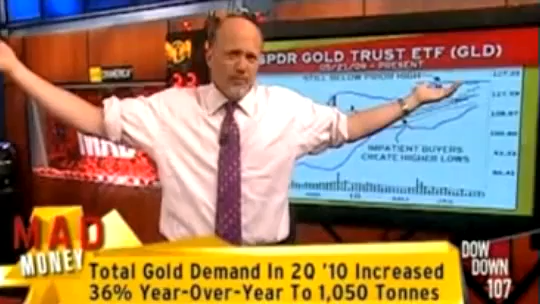 SPDR GOLD TRUST ETF (GLD)
- PRESENT
STILL BELOW PRIOR HIGH
IMPATIENT BUYERS
CREATE HIGHER LOWS
MAD
MONEY
Total Gold Demand In 2Q '10 Increased
36% Year-Over-Year To 1,050 Tonnes
DOW
DOWN
107